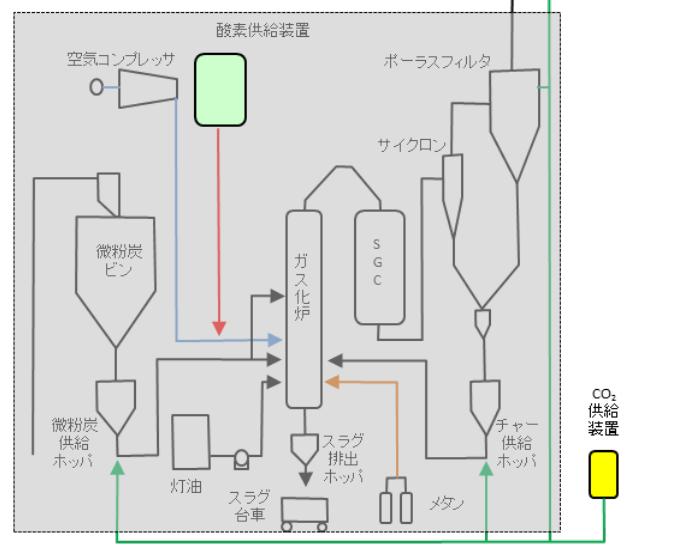 酸素供給装置
空気コンプレッサ
ポーラスフィルタ
サイクロン
微粉炭
ビン
ガス化炉
SGC
CO₂
供給
装置
微粉炭
供給
ホッパ
スラグ
排出
ホッパ
チャー
供給
ホッパ
灯油
スラグ
台車
メタン